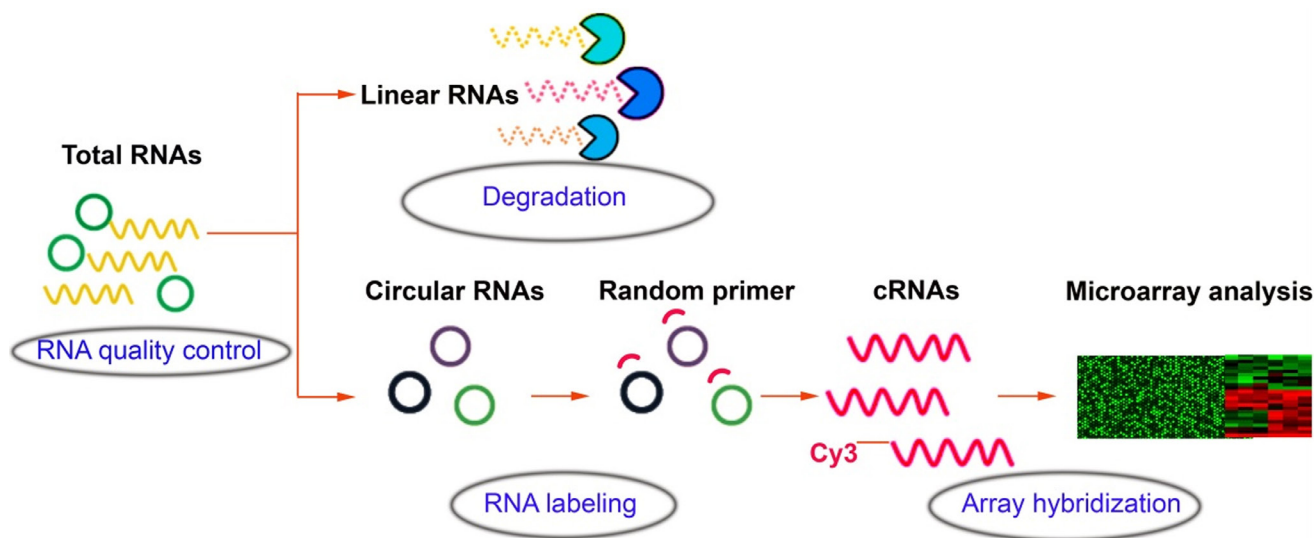 Linear RNAs
Total RNAs
Degradation
Circular RNAs
Random primer
cRNAs
Microarray analysis
RNA quality control
Cy3
RNA labeling
Array hybridization